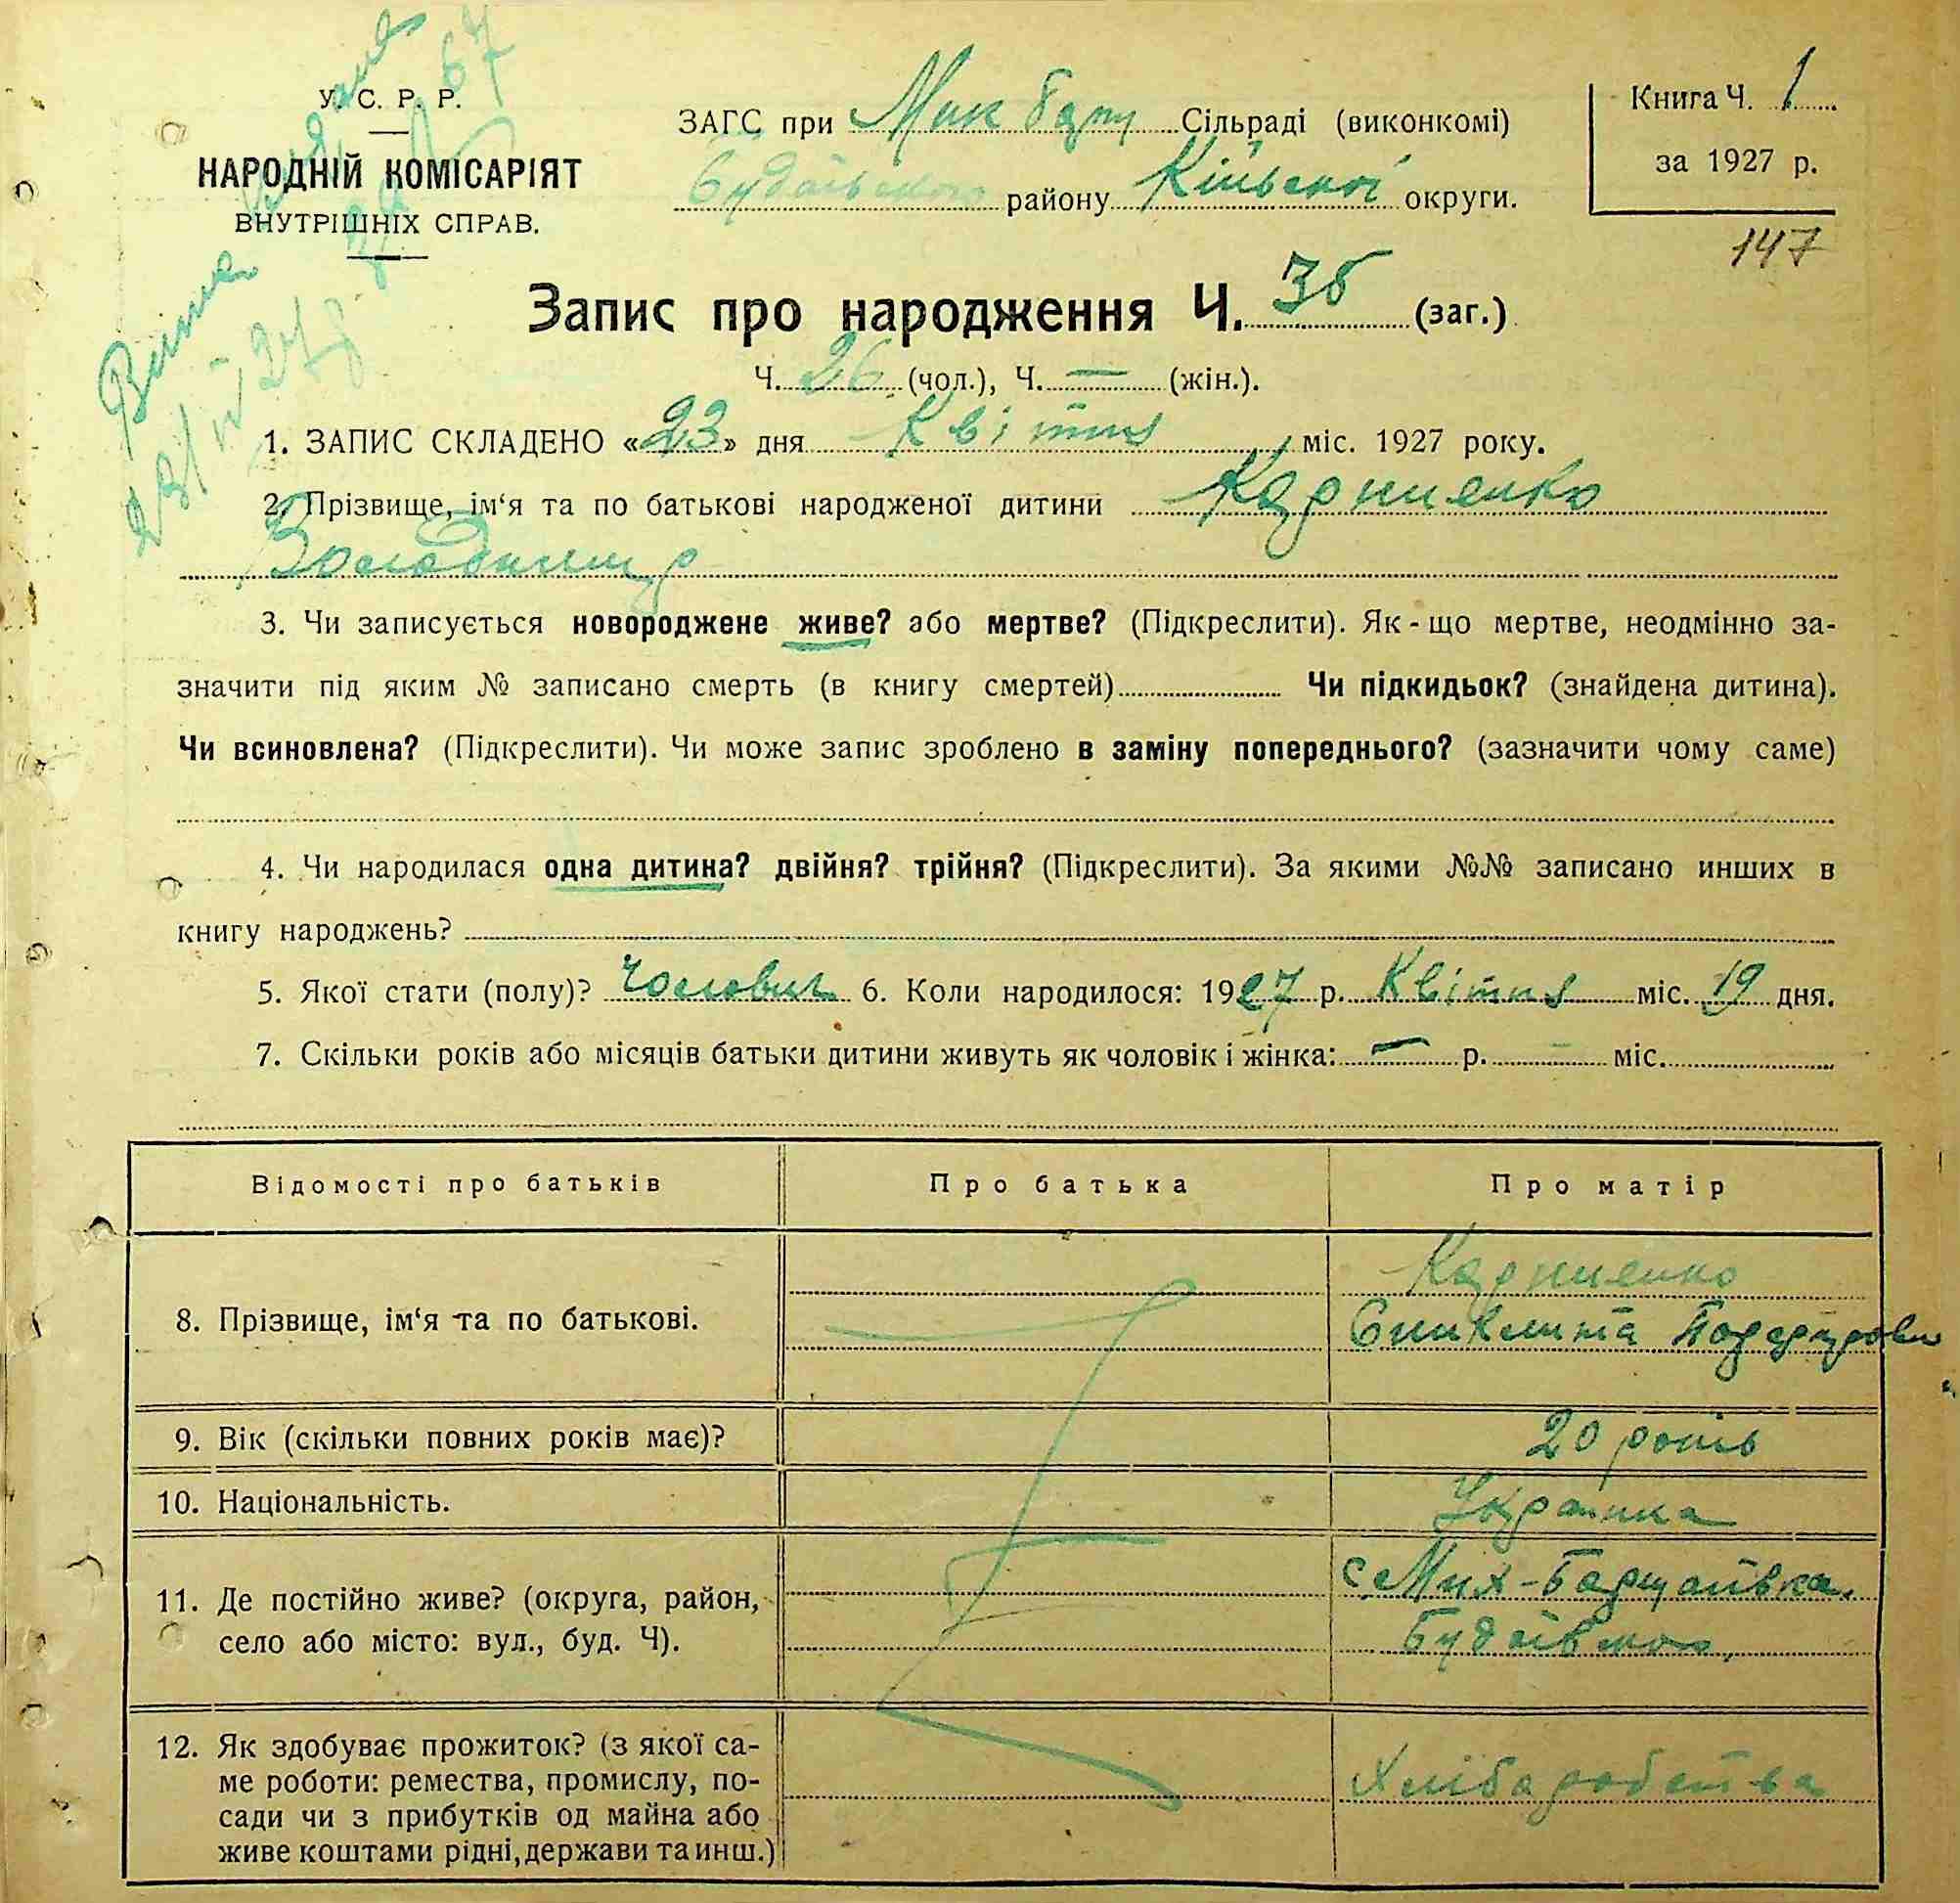 У. С. Р. Р.
НАРОДНІЙ КОМІСАРІЯТ
ВНУТРІШНІХ СПРАВ.
ЗАГС при Мих Бορщ Сільраді (виконкомі)
Будаївського району Київської округи.
Книга Ч. 1
за 1927 р.
147
Запис про народження Ч. 35 (заг.)
Ч. 26 (чол.), Ч. — (жін.).
1. ЗАПИС СКЛАДЕНО «23» дня Квітня міс. 1927 року.
2. Прізвище, ім‘я та по батькові народженої дитини
Володимир
3. Чи записується новороджене живе? або мертве? (Підкреслити). Як-що мертве, неодмінно за-
значити під яким № записано смерть (в книгу смертей) Чи підкидьок? (знайдена дитина).
Чи всиновлена? (Підкреслити). Чи може запис зроблено в заміну попереднього? (зазначити чому саме)
4. Чи народилася одна дитина? двійня? трійня? (Підкреслити). За якими №№ записано инших в
книгу народжень?
5. Якої стати (полу)? Чоловіч 6. Коли народилося: 1927 р. Квітня міс. 19 дня.
7. Скільки років або місяців батьки дитини живуть як чоловік і жінка: — р. — міс.
Відомості про батьків Про батька Про матір
8. Прізвище, ім‘я та по батькові.
9. Вік (скільки повних років має)? 20 років
10. Національність. Українка
11. Де постійно живе? (округа, район, с. Мих-Борщагівка
село або місто: вул., буд. Ч). Будаївського
12. Як здобуває прожиток? (з якої са-
ме роботи: ремества, промислу, по-
сади чи з прибутків од майна або Хліборобства
живе коштами рідні, держави та инш.)